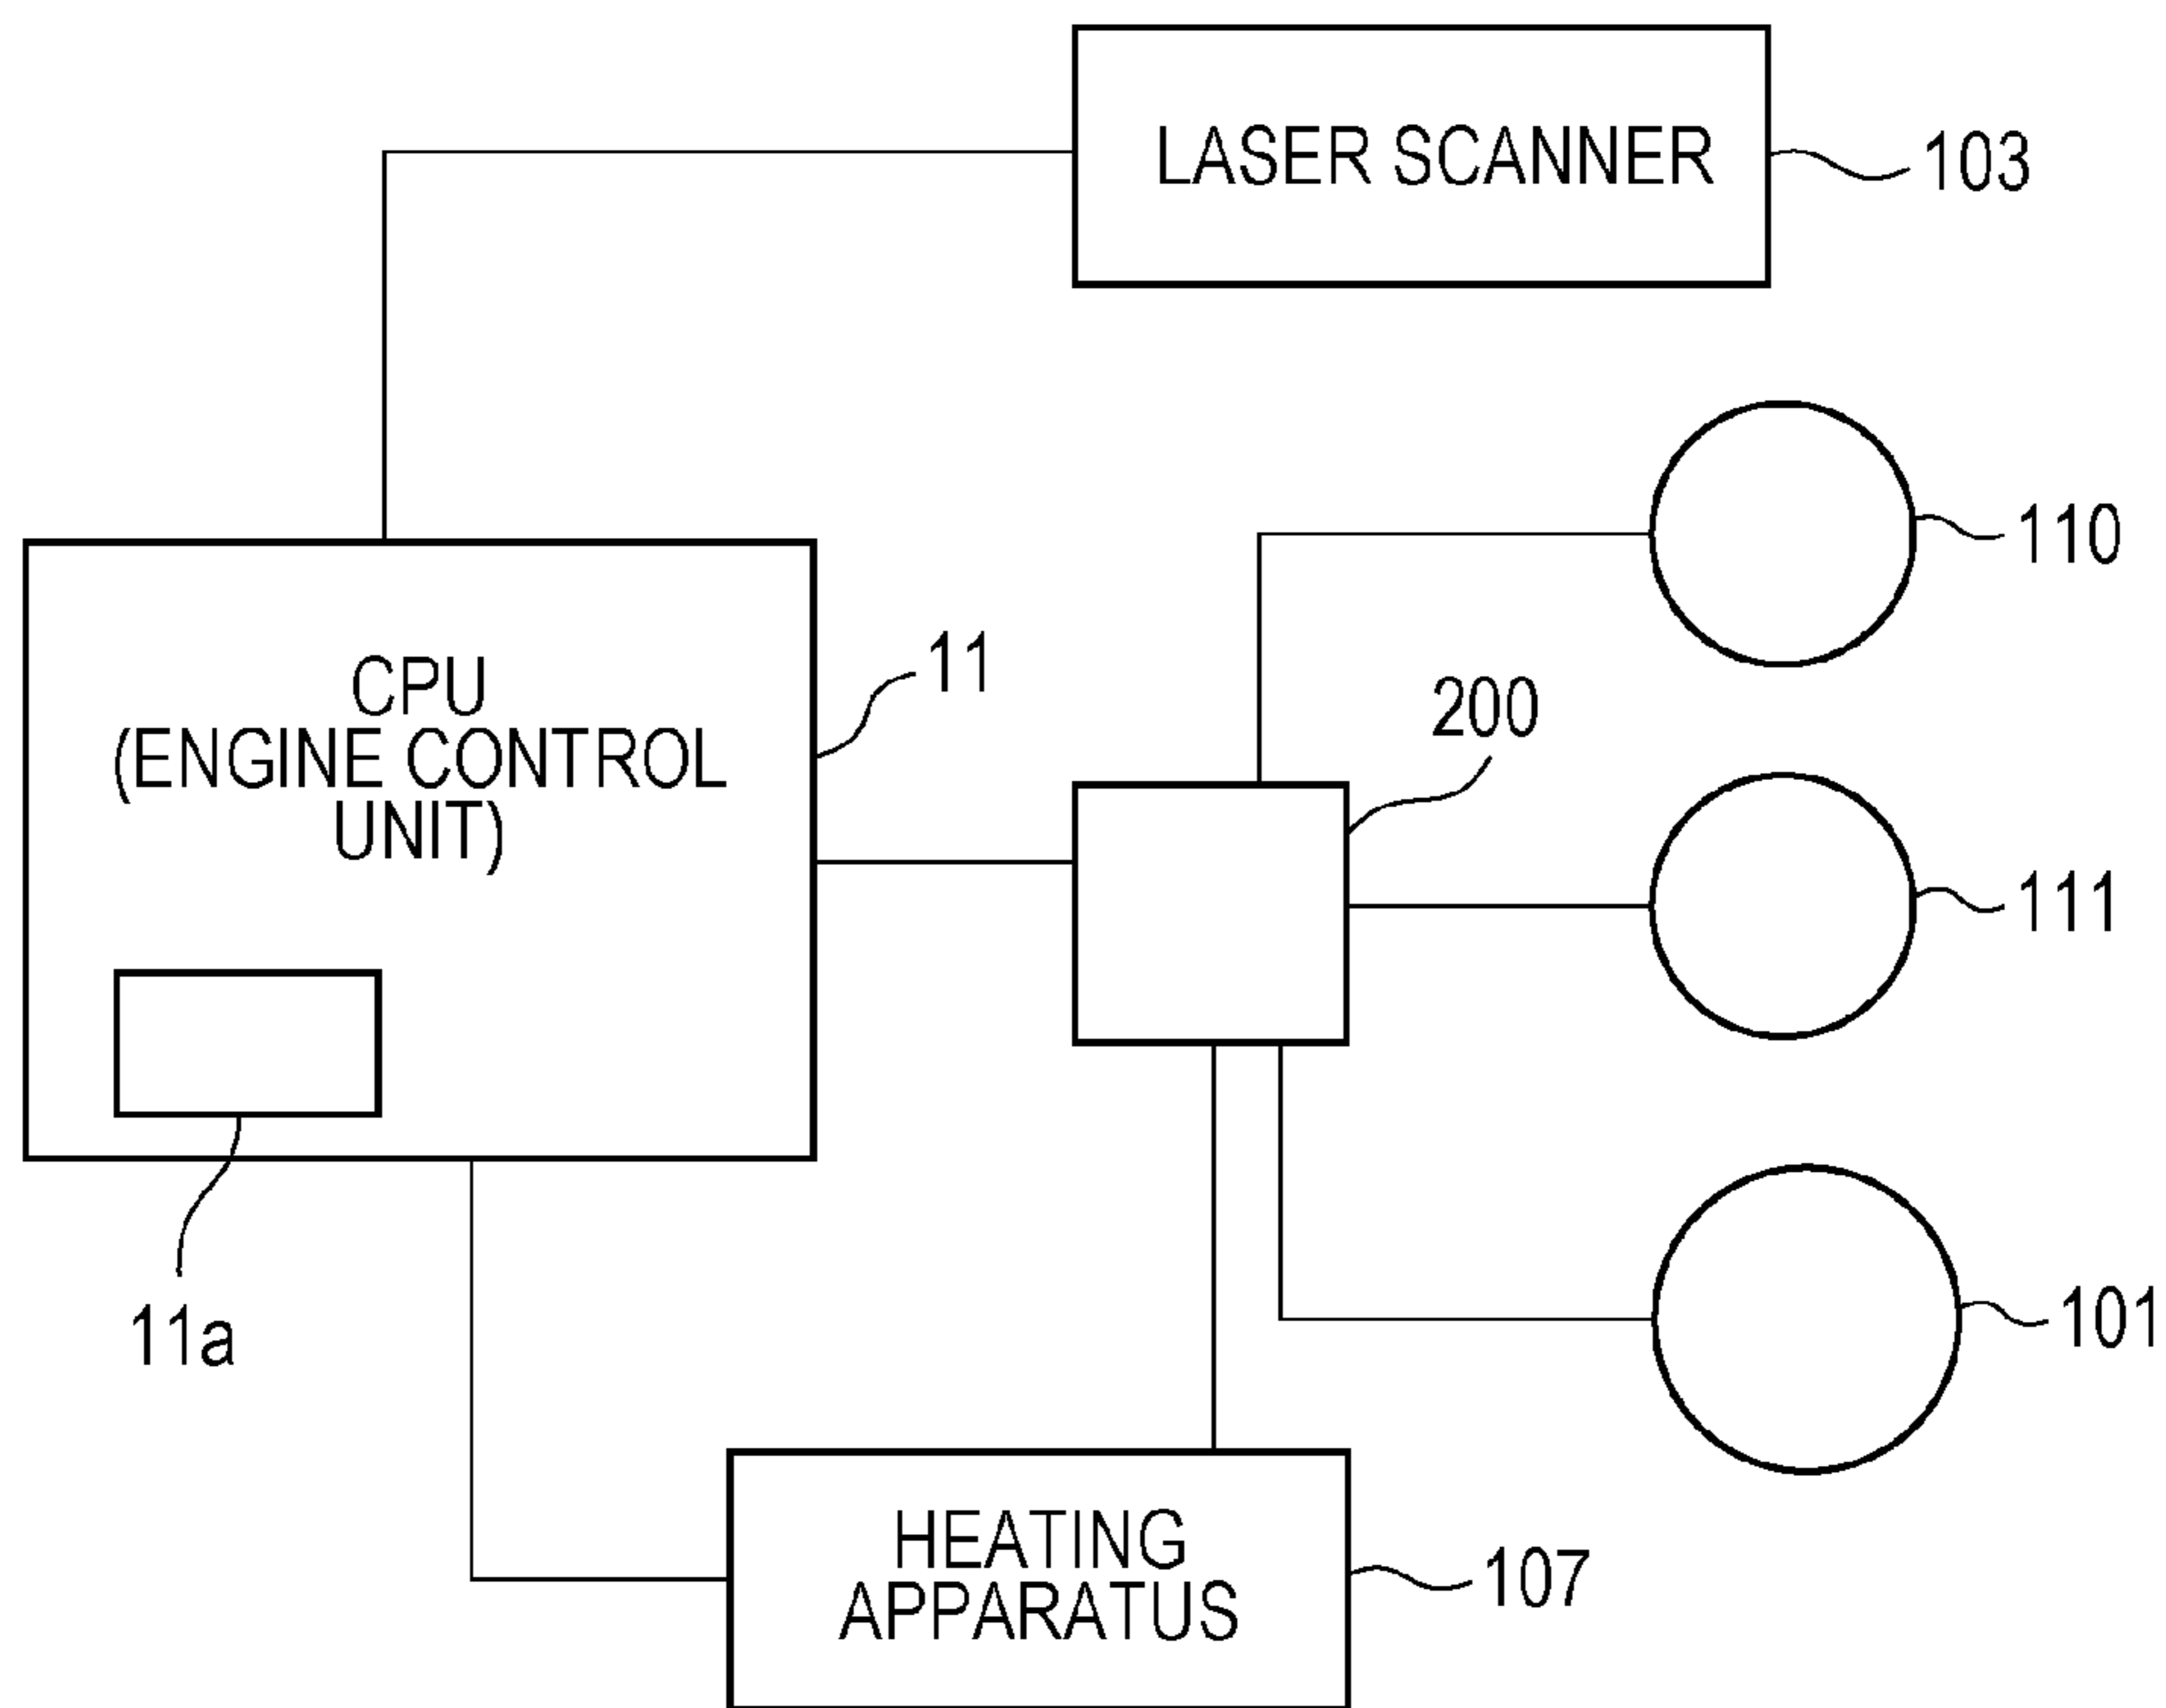 LASER SCANNER
103
110
11
200
CPU
(ENGINE CONTROL
UNIT)
111
11a
101
HEATING
APPARATUS
107